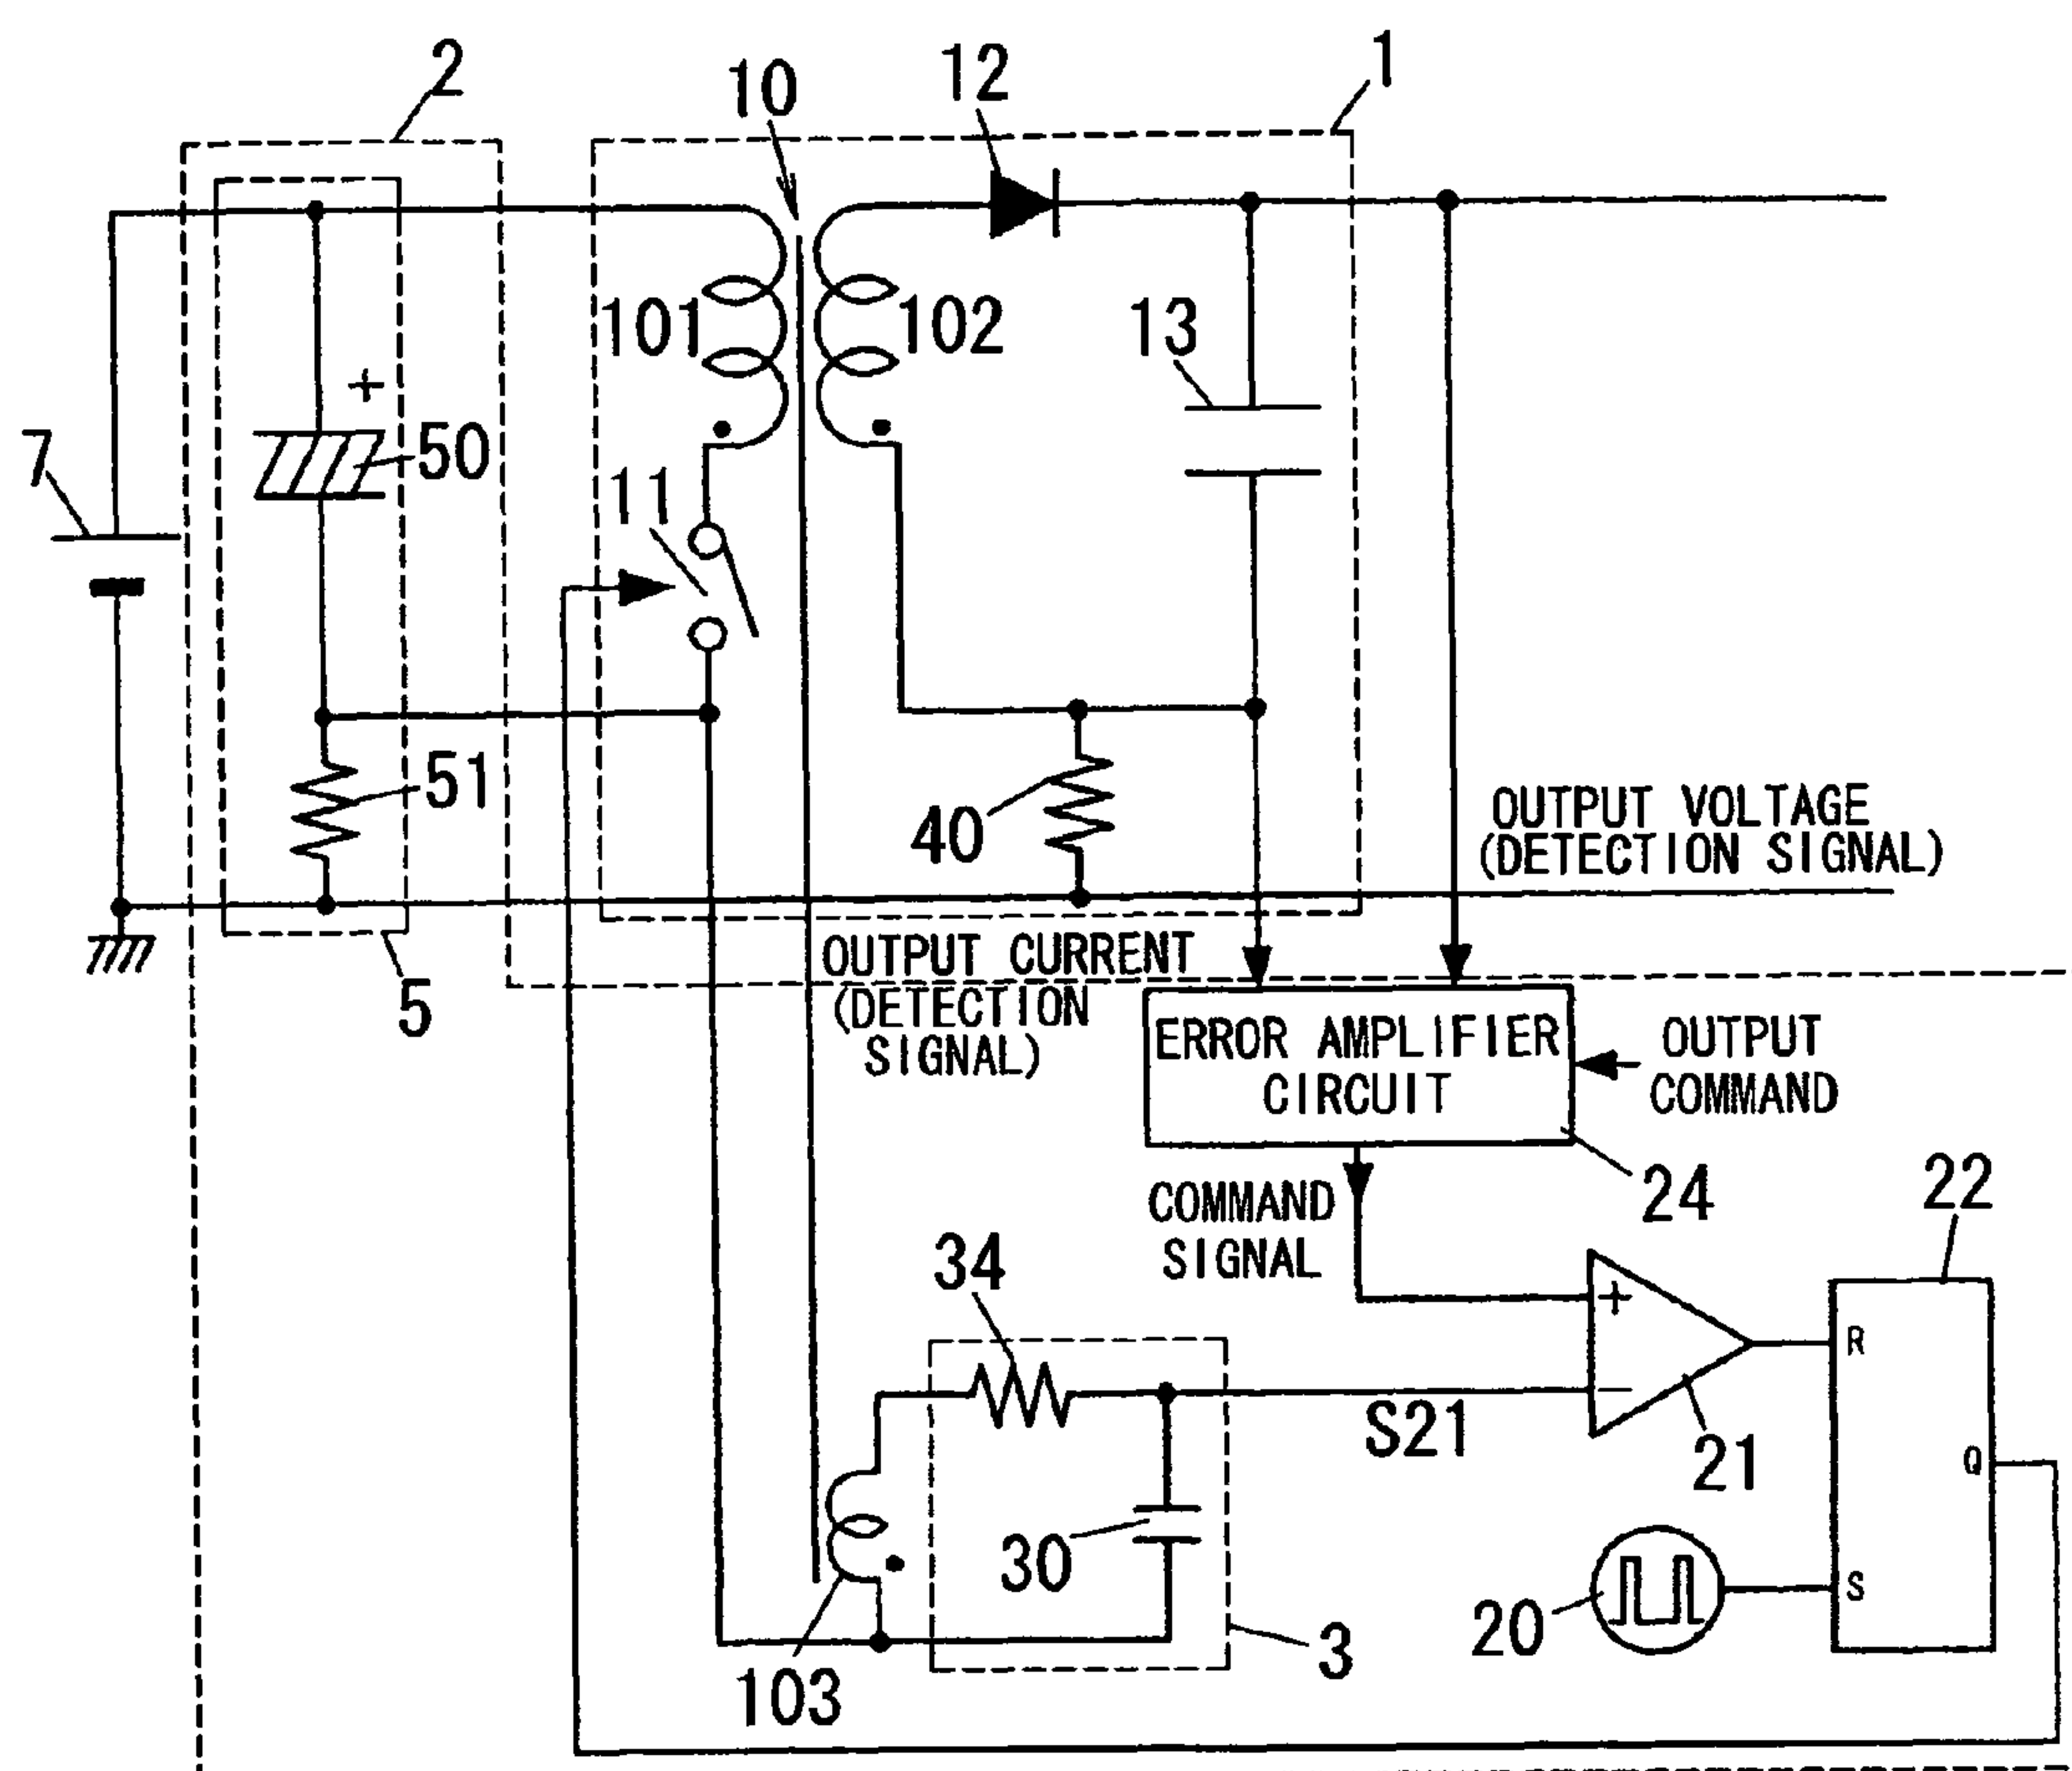 2
10
12
1
101
102
13
+
50
7
11
51
40
OUTPUT VOLTAGE
(DETECTION SIGNAL)
5
OUTPUT CURRENT
(DETECTION
SIGNAL)
ERROR AMPLIFIER
CIRCUIT
OUTPUT
COMMAND
24
COMMAND
SIGNAL
22
34
+
−
R
S21
21
Q
30
20
S
103
3